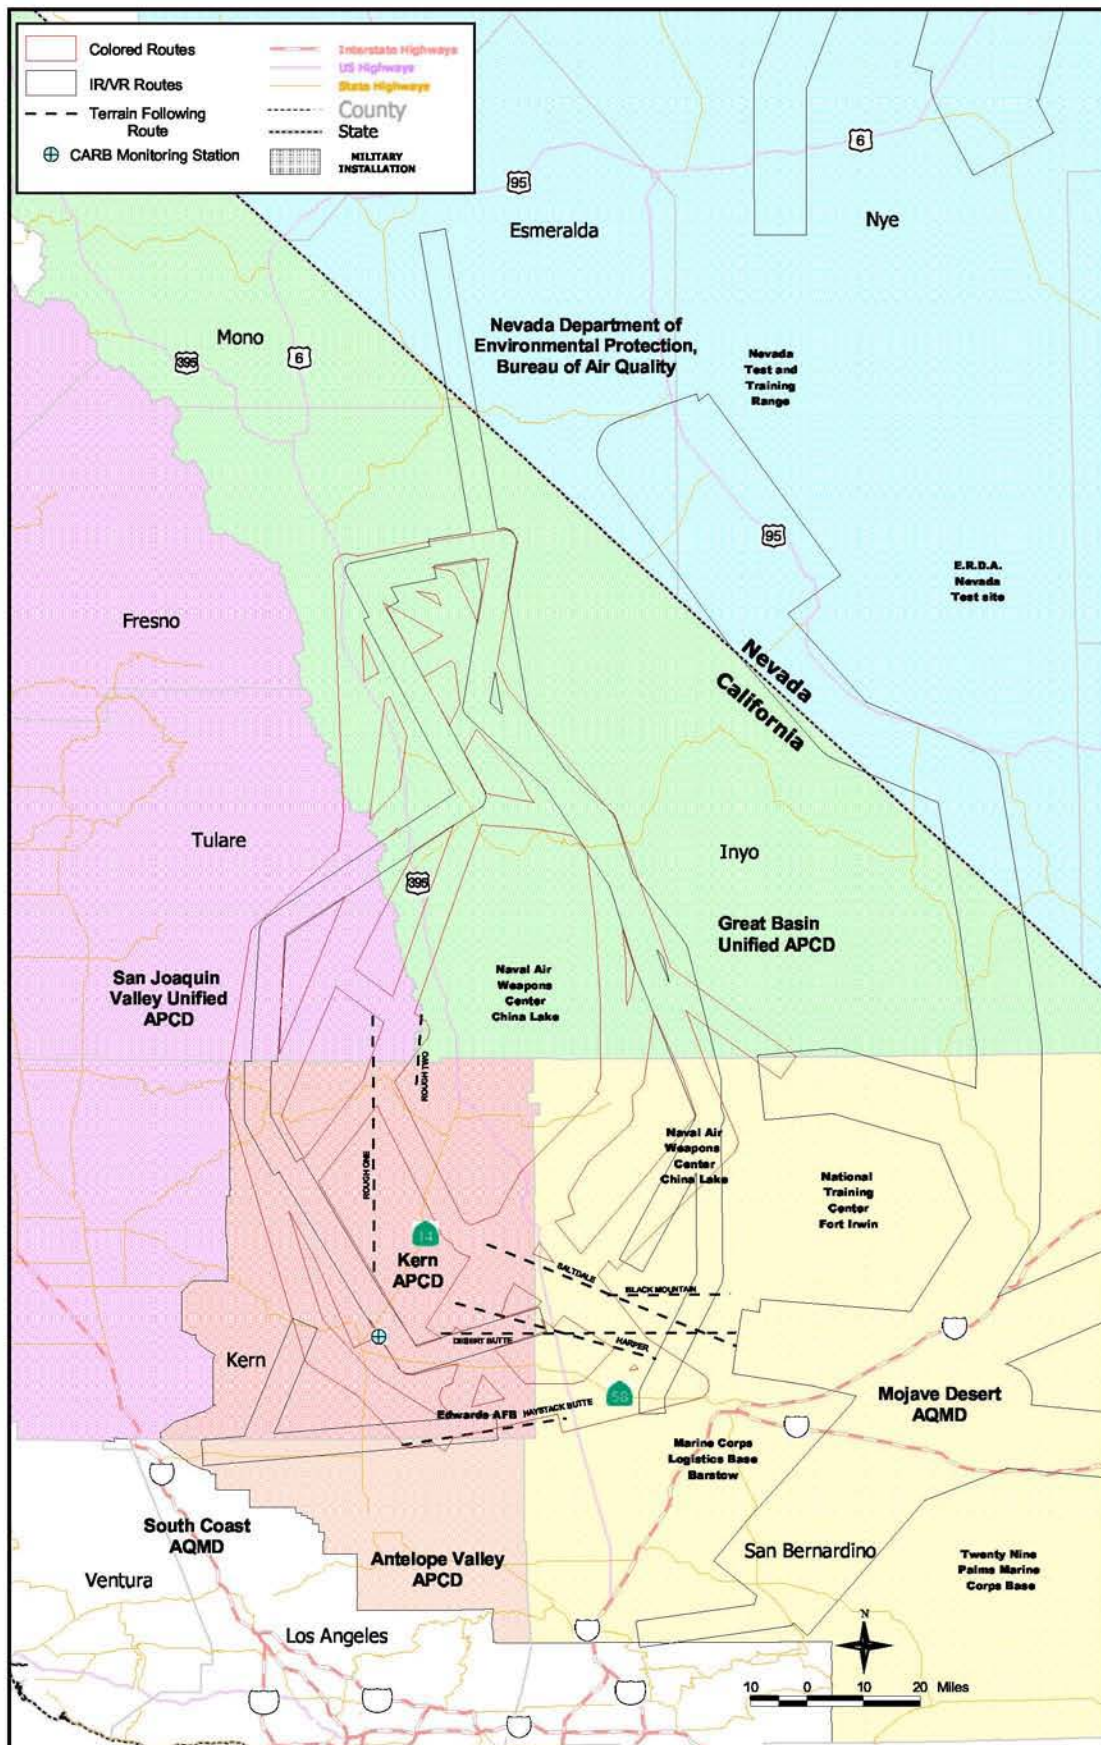 Colored Routes
IR/VR Routes
Terrain Following
Route
CARB Monitoring Station
Interstate Highways
US Highways
State Highways
County
State
MILITARY
INSTALLATION
6
95
Esmeralda
Nye
Nevada Department of
Environmental Protection,
Bureau of Air Quality
Mono
395
6
Nevada
Test and
Training
Range
95
E.R.D.A.
Nevada
Test site
Fresno
Nevada
California
Tulare
Inyo
395
Great Basin
Unified APCD
San Joaquin
Valley Unified
APCD
Naval Air
Weapons
Center
China Lake
ROUGH TWO
ROUGH ONE
Naval Air
Weapons
Center
China Lake
National
Training
Center
Fort Irwin
14
Kern
APCD
SALTDALE
BLACK MOUNTAIN
DESERT BUTTE
HARPER
Kern
58
Mojave Desert
AQMD
Edwards AFB
HAYSTACK BUTTE
Marine Corps
Logistics Base
Barstow
South Coast
AQMD
Antelope Valley
APCD
San Bernardino
Twenty Nine
Palms Marine
Corps Base
Ventura
Los Angeles
N
10 0 10 20 Miles